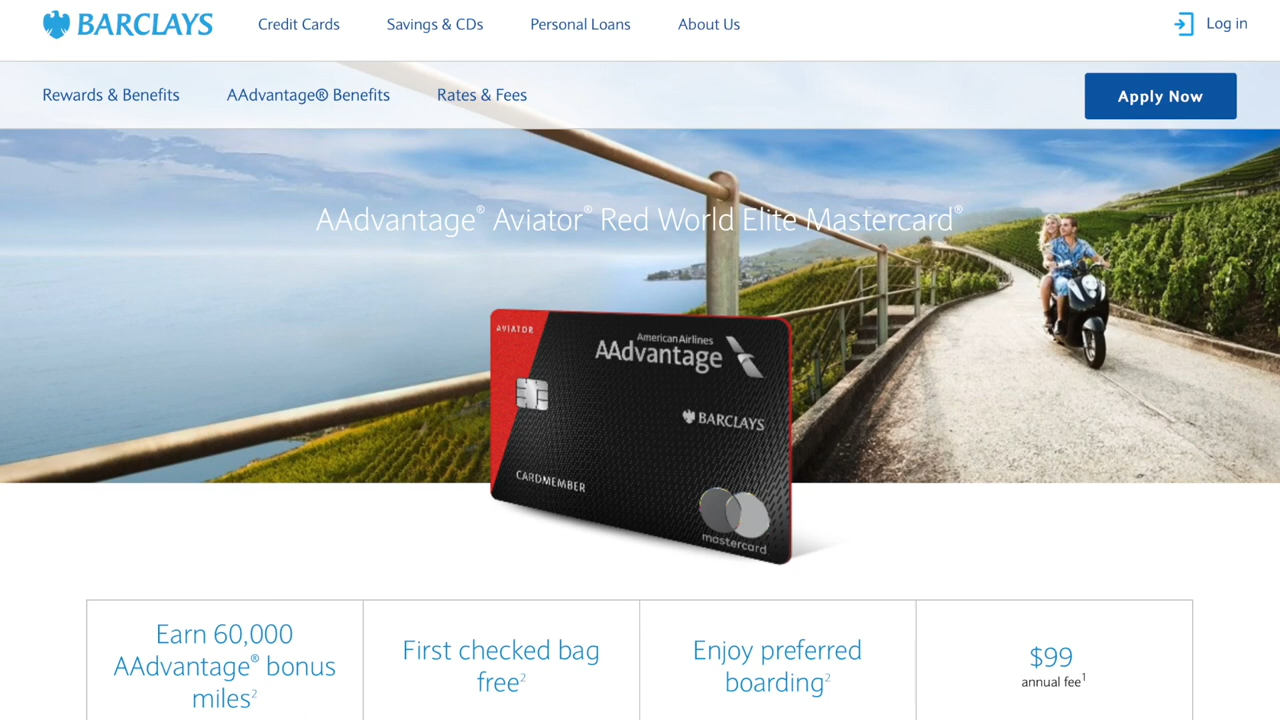 BARCLAYS Credit Cards Savings & CDs Personal Loans About Us Log in
Rewards & Benefits AAdvantage® Benefits Rates & Fees Apply Now
AAdvantage® Aviator® Red World Elite Mastercard®
AVIATOR
American Airlines
AAdvantage
BARCLAYS
CARDMEMBER
mastercard
Earn 60,000
AAdvantage® bonus
miles²
First checked bag
free²
Enjoy preferred
boarding²
$99
annual fee¹